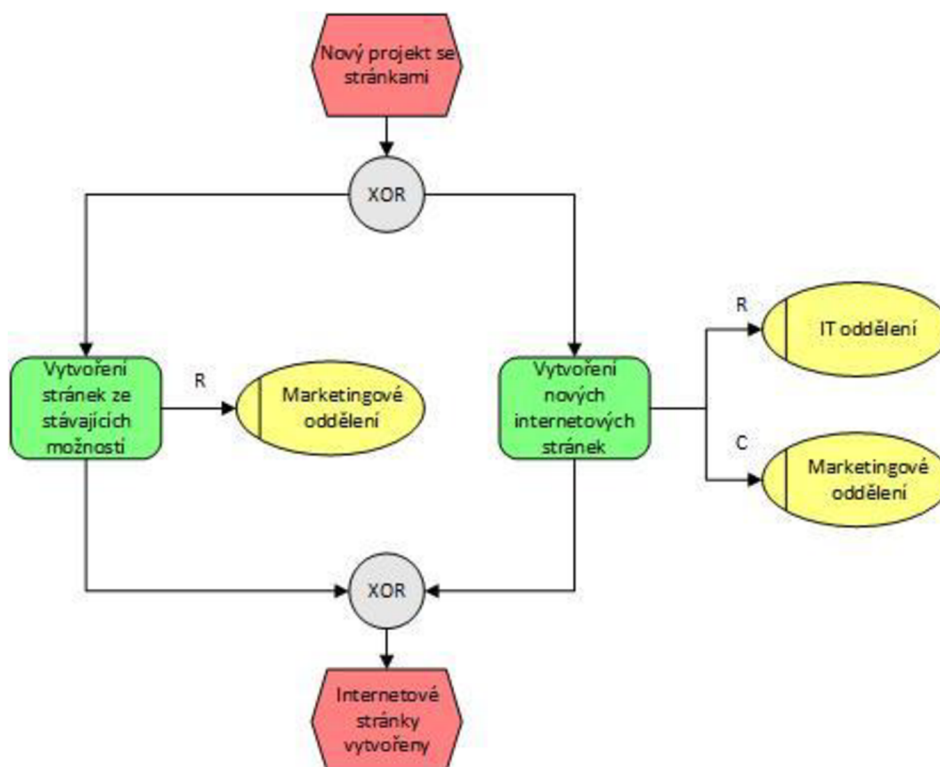 Nový projekt se
stránkami
XOR
R
IT oddělení
Vytvoření
stránek ze
stávajících
možností
R
Marketingové
oddělení
Vytvoření
nových
internetových
stránek
C
Marketingové
oddělení
XOR
Internetové
stránky
vytvořeny